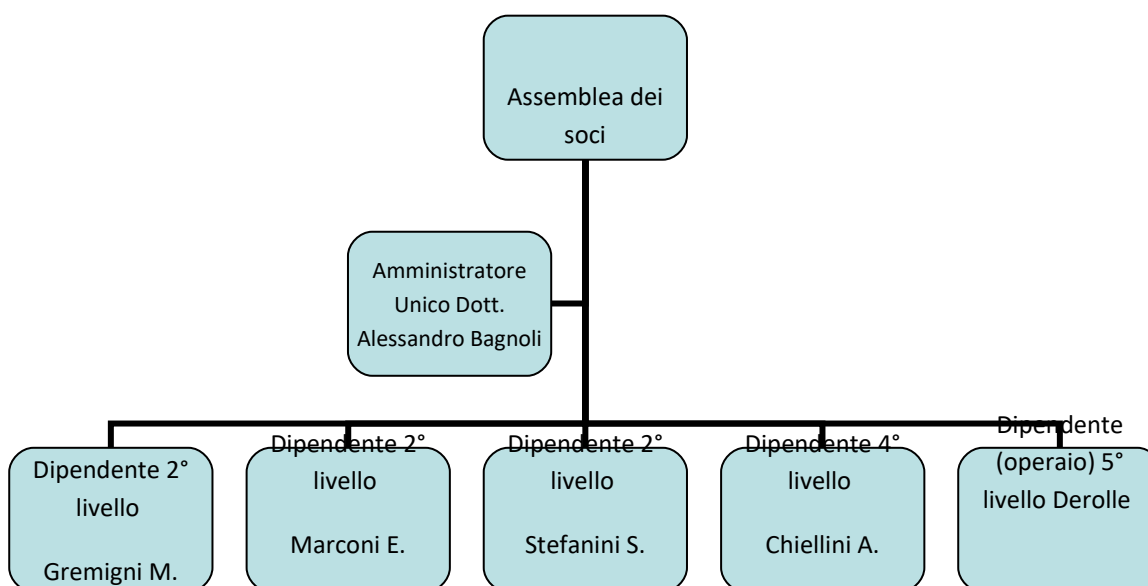 Assemblea dei
soci
Amministratore
Unico Dott.
Alessandro Bagnoli
Dipendente 2°
livello
Gremigni M.
Dipendente 2°
livello
Marconi E.
Dipendente 2°
livello
Stefanini S.
Dipendente 4°
livello
Chiellini A.
Dipendente
(operaio) 5°
livello Derolle